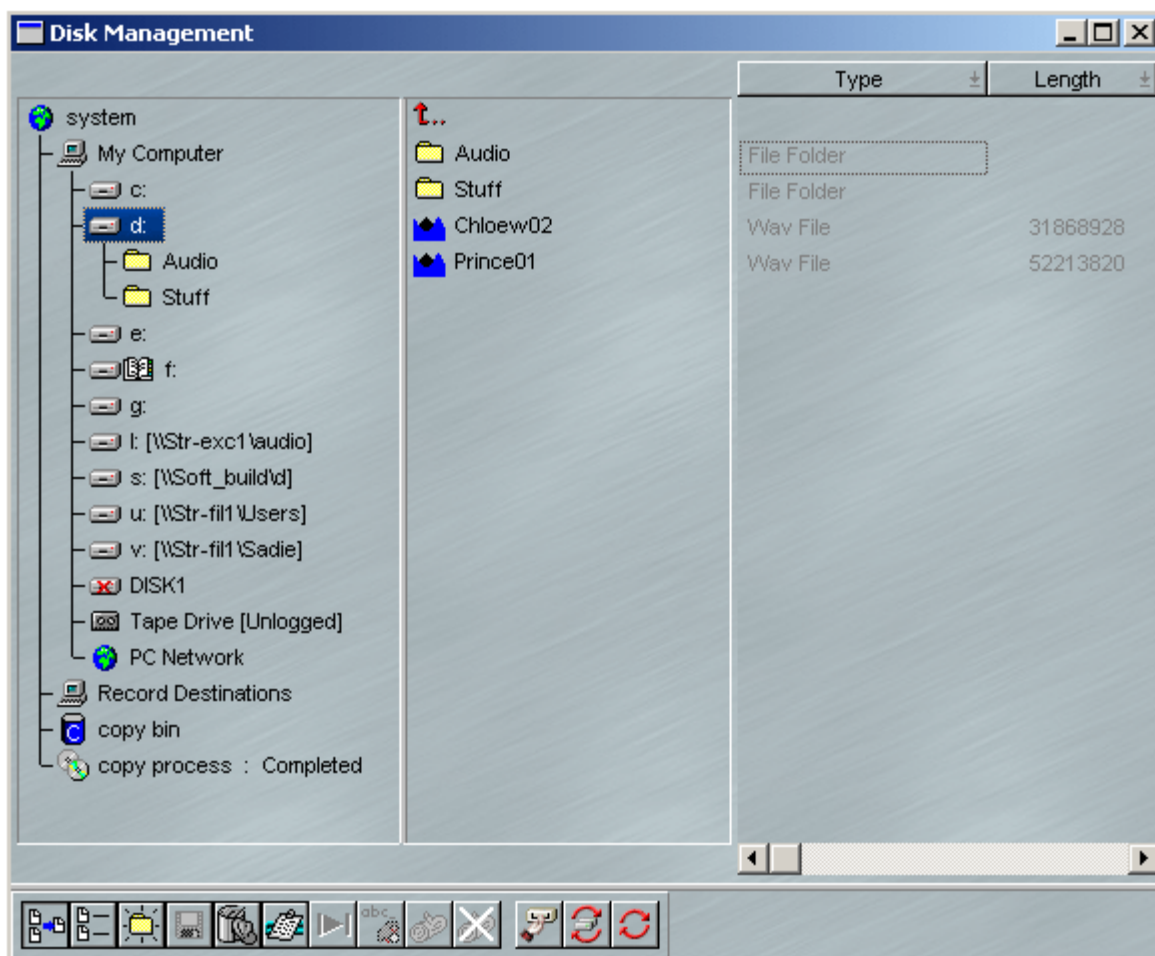 Disk Management
Type
Length
system
My Computer
c:
d:
Audio
Stuff
e:
f:
g:
l: [\\Str-exc1\audio]
s: [\\Soft_build\d]
u: [\\Str-fil1\Users]
v: [\\Str-fil1\Sadie]
DISK1
Tape Drive [Unlogged]
PC Network
Record Destinations
C
copy bin
copy process : Completed
..
Audio
Stuff
Chloew02
Prince01
File Folder
File Folder
Wav File 31868928
Wav File 52213820
abc